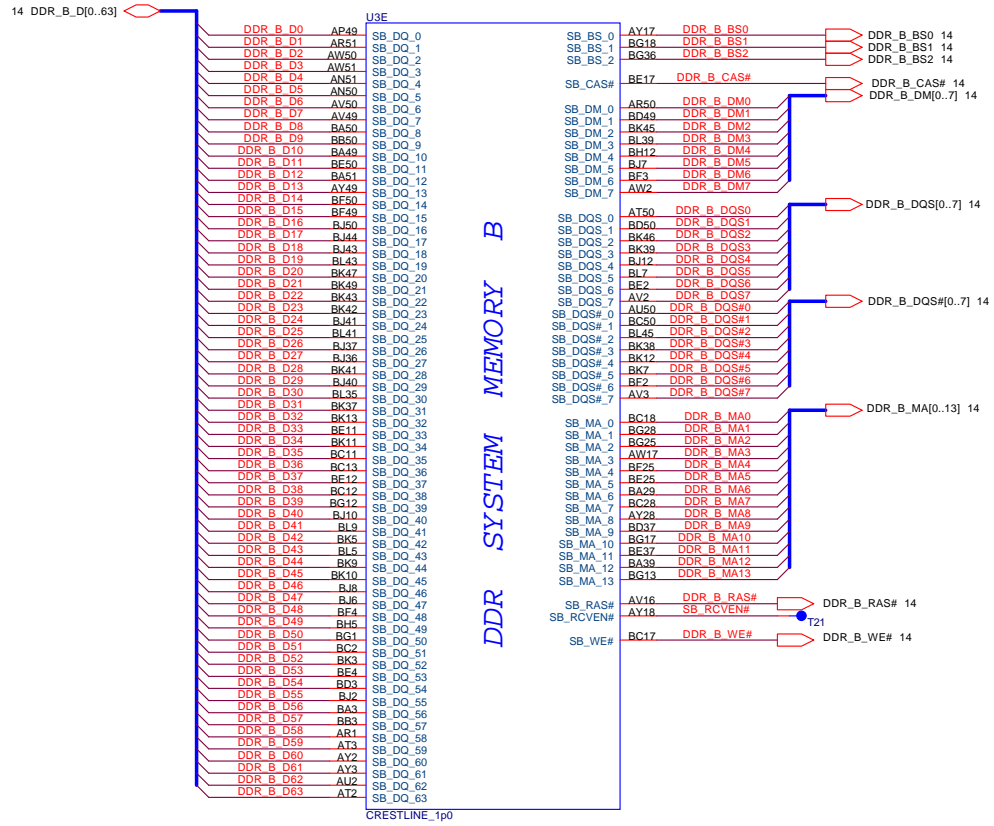 14 DDR_B_D[0..63]
U3E
DDR_B_D0 AP49 SB_DQ_0
DDR_B_D1 AR51 SB_DQ_1
DDR_B_D2 AW50 SB_DQ_2
DDR_B_D3 AW51 SB_DQ_3
DDR_B_D4 AN51 SB_DQ_4
DDR_B_D5 AN50 SB_DQ_5
DDR_B_D6 AV50 SB_DQ_6
DDR_B_D7 AV49 SB_DQ_7
DDR_B_D8 BA50 SB_DQ_8
DDR_B_D9 BB50 SB_DQ_9
DDR_B_D10 BA49 SB_DQ_10
DDR_B_D11 BE50 SB_DQ_11
DDR_B_D12 BA51 SB_DQ_12
DDR_B_D13 AY49 SB_DQ_13
DDR_B_D14 BF50 SB_DQ_14
DDR_B_D15 BF49 SB_DQ_15
DDR_B_D16 BJ50 SB_DQ_16
DDR_B_D17 BJ44 SB_DQ_17
DDR_B_D18 BJ43 SB_DQ_18
DDR_B_D19 BL43 SB_DQ_19
DDR_B_D20 BK47 SB_DQ_20
DDR_B_D21 BK49 SB_DQ_21
DDR_B_D22 BK43 SB_DQ_22
DDR_B_D23 BK42 SB_DQ_23
DDR_B_D24 BJ41 SB_DQ_24
DDR_B_D25 BL41 SB_DQ_25
DDR_B_D26 BJ37 SB_DQ_26
DDR_B_D27 BJ36 SB_DQ_27
DDR_B_D28 BK41 SB_DQ_28
DDR_B_D29 BJ40 SB_DQ_29
DDR_B_D30 BL35 SB_DQ_30
DDR_B_D31 BK37 SB_DQ_31
DDR_B_D32 BK13 SB_DQ_32
DDR_B_D33 BE11 SB_DQ_33
DDR_B_D34 BK11 SB_DQ_34
DDR_B_D35 BC11 SB_DQ_35
DDR_B_D36 BC13 SB_DQ_36
DDR_B_D37 BE12 SB_DQ_37
DDR_B_D38 BC12 SB_DQ_38
DDR_B_D39 BG12 SB_DQ_39
DDR_B_D40 BJ10 SB_DQ_40
DDR_B_D41 BL9 SB_DQ_41
DDR_B_D42 BK5 SB_DQ_42
DDR_B_D43 BL5 SB_DQ_43
DDR_B_D44 BK9 SB_DQ_44
DDR_B_D45 BK10 SB_DQ_45
DDR_B_D46 BJ8 SB_DQ_46
DDR_B_D47 BJ6 SB_DQ_47
DDR_B_D48 BF4 SB_DQ_48
DDR_B_D49 BH5 SB_DQ_49
DDR_B_D50 BG1 SB_DQ_50
DDR_B_D51 BC2 SB_DQ_51
DDR_B_D52 BK3 SB_DQ_52
DDR_B_D53 BE4 SB_DQ_53
DDR_B_D54 BD3 SB_DQ_54
DDR_B_D55 BJ2 SB_DQ_55
DDR_B_D56 BA3 SB_DQ_56
DDR_B_D57 BB3 SB_DQ_57
DDR_B_D58 AR1 SB_DQ_58
DDR_B_D59 AT3 SB_DQ_59
DDR_B_D60 AY2 SB_DQ_60
DDR_B_D61 AY3 SB_DQ_61
DDR_B_D62 AU2 SB_DQ_62
DDR_B_D63 AT2 SB_DQ_63
DDR SYSTEM MEMORY B
SB_BS_0 AY17 DDR_B_BS0 DDR_B_BS0 14
SB_BS_1 BG18 DDR_B_BS1 DDR_B_BS1 14
SB_BS_2 BG36 DDR_B_BS2 DDR_B_BS2 14
SB_CAS# BE17 DDR_B_CAS# DDR_B_CAS# 14
DDR_B_DM[0..7] 14
SB_DM_0 AR50 DDR_B_DM0
SB_DM_1 BD49 DDR_B_DM1
SB_DM_2 BK45 DDR_B_DM2
SB_DM_3 BL39 DDR_B_DM3
SB_DM_4 BH12 DDR_B_DM4
SB_DM_5 BJ7 DDR_B_DM5
SB_DM_6 BF3 DDR_B_DM6
SB_DM_7 AW2 DDR_B_DM7
DDR_B_DQS[0..7] 14
SB_DQS_0 AT50 DDR_B_DQS0
SB_DQS_1 BD50 DDR_B_DQS1
SB_DQS_2 BK46 DDR_B_DQS2
SB_DQS_3 BK39 DDR_B_DQS3
SB_DQS_4 BJ12 DDR_B_DQS4
SB_DQS_5 BL7 DDR_B_DQS5
SB_DQS_6 BE2 DDR_B_DQS6
SB_DQS_7 AV2 DDR_B_DQS7
DDR_B_DQS#[0..7] 14
SB_DQS#_0 AU50 DDR_B_DQS#0
SB_DQS#_1 BC50 DDR_B_DQS#1
SB_DQS#_2 BL45 DDR_B_DQS#2
SB_DQS#_3 BK38 DDR_B_DQS#3
SB_DQS#_4 BK12 DDR_B_DQS#4
SB_DQS#_5 BK7 DDR_B_DQS#5
SB_DQS#_6 BF2 DDR_B_DQS#6
SB_DQS#_7 AV3 DDR_B_DQS#7
DDR_B_MA[0..13] 14
SB_MA_0 BC18 DDR_B_MA0
SB_MA_1 BG28 DDR_B_MA1
SB_MA_2 BG25 DDR_B_MA2
SB_MA_3 AW17 DDR_B_MA3
SB_MA_4 BF25 DDR_B_MA4
SB_MA_5 BE25 DDR_B_MA5
SB_MA_6 BA29 DDR_B_MA6
SB_MA_7 BC28 DDR_B_MA7
SB_MA_8 AY28 DDR_B_MA8
SB_MA_9 BD37 DDR_B_MA9
SB_MA_10 BG17 DDR_B_MA10
SB_MA_11 BE37 DDR_B_MA11
SB_MA_12 BA39 DDR_B_MA12
SB_MA_13 BG13 DDR_B_MA13
SB_RAS# AV16 DDR_B_RAS# DDR_B_RAS# 14
SB_RCVEN# AY18 SB_RCVEN# T21
SB_WE# BC17 DDR_B_WE# DDR_B_WE# 14
CRESTLINE_1p0